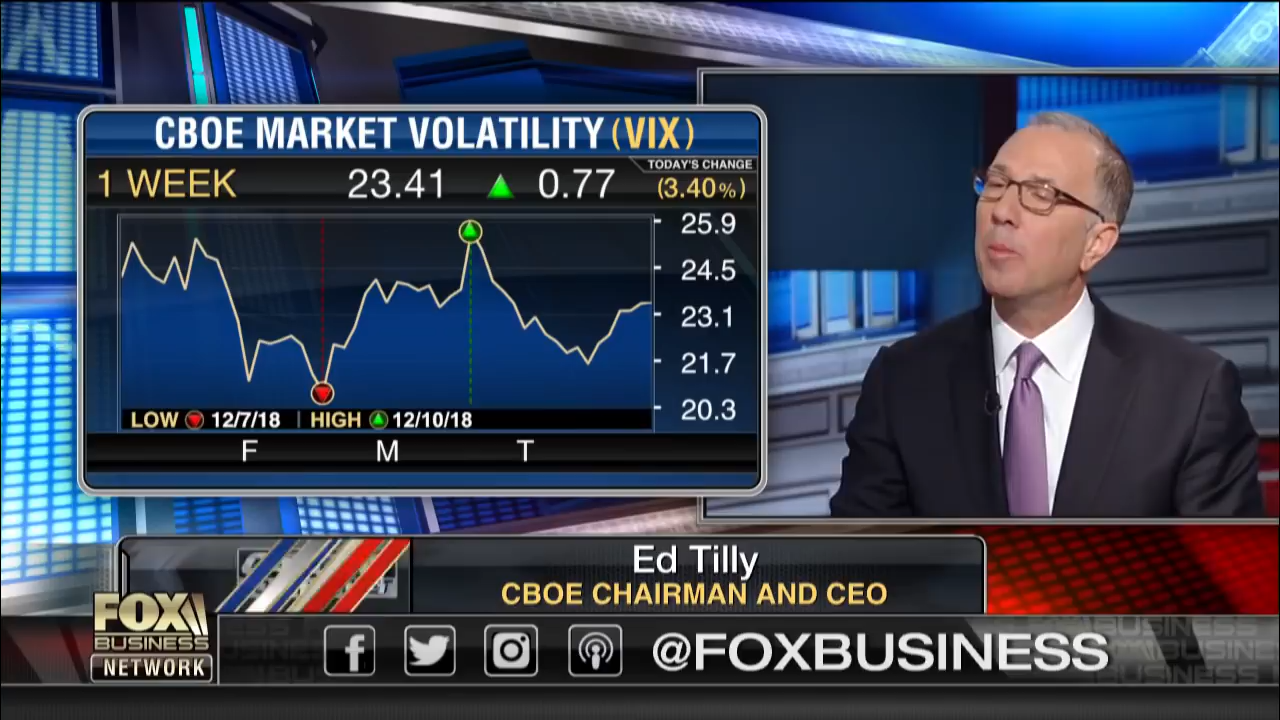 CBOE MARKET VOLATILITY (VIX)
TODAY'S CHANGE
1 WEEK 23.41 0.77 (3.40%)
25.9
24.5
23.1
21.7
20.3
LOW 12/7/18 | HIGH 12/10/18
F M T
Ed Tilly
CBOE CHAIRMAN AND CEO
FOX
BUSINESS
NETWORK
@FOXBUSINESS